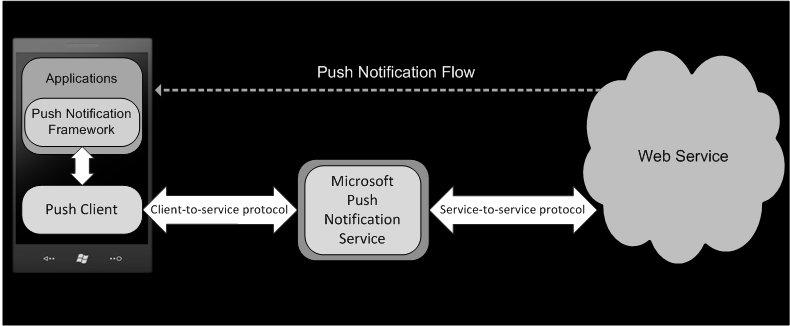 Push Notification Flow
Applications
Push Notification
Framework
Push Client
Client-to-service protocol
Microsoft
Push
Notification
Service
Service-to-service protocol
Web Service